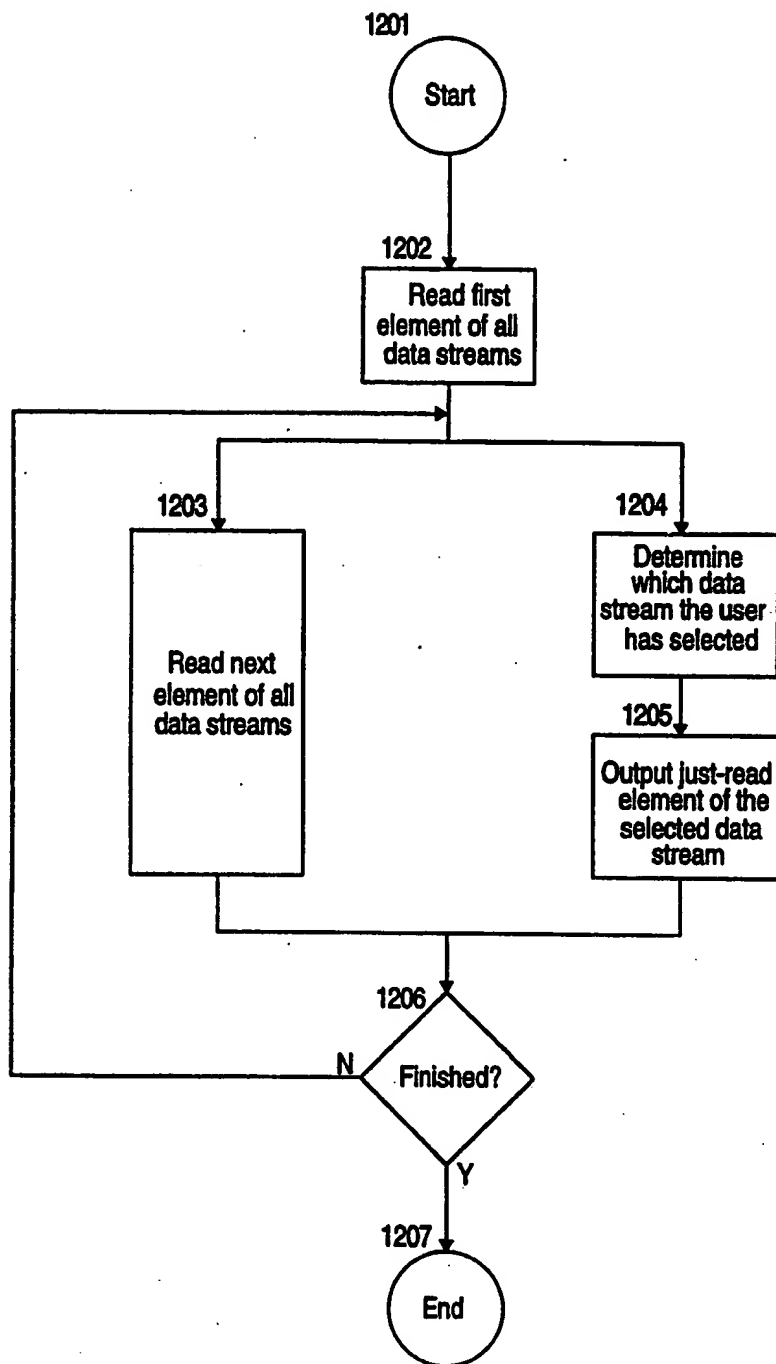 1201
Start
1202
Read first
element of all
data streams
1203
Read next
element of all
data streams
1204
Determine
which data
stream the user
has selected
1205
Output just-read
element of the
selected data
stream
1206
Finished?
N
Y
1207
End